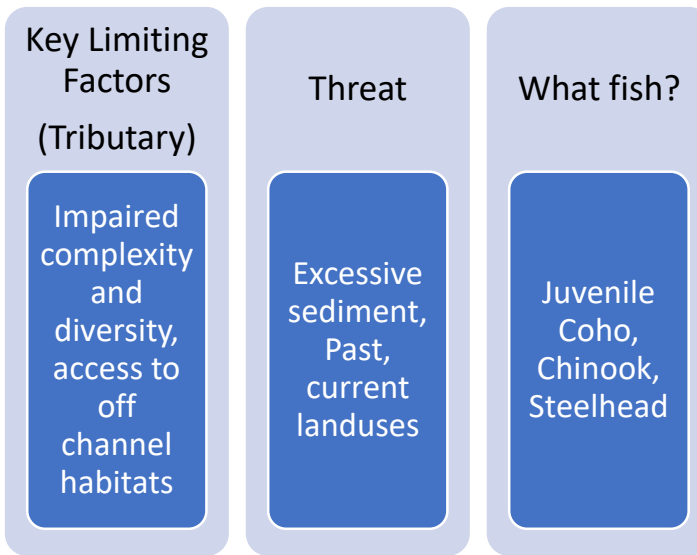 Key Limiting
Factors
(Tributary)
Impaired
complexity
and
diversity,
access to
off
channel
habitats
Threat
Excessive
sediment,
Past,
current
landuses
What fish?
Juvenile
Coho,
Chinook,
Steelhead